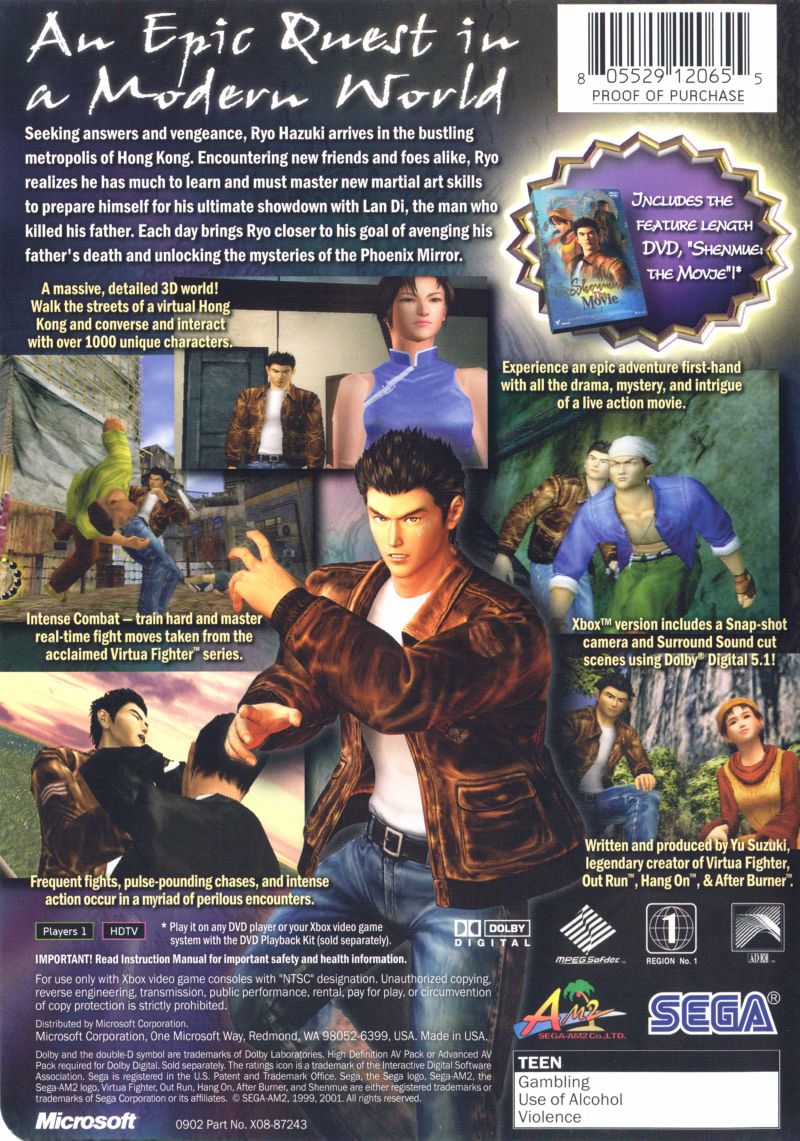 An Epic Quest in
a Modern World
8 05529 12065 5
PROOF OF PURCHASE
Seeking answers and vengeance, Ryo Hazuki arrives in the bustling
metropolis of Hong Kong. Encountering new friends and foes alike, Ryo
realizes he has much to learn and must master new martial art skills
to prepare himself for his ultimate showdown with Lan Di, the man who
killed his father. Each day brings Ryo closer to his goal of avenging his
father's death and unlocking the mysteries of the Phoenix Mirror.
INCLUDES THE
FEATURE LENGTH
DVD, "SHENMUE:
THE MOVIE"!*
Shenmue
the Movie
A massive, detailed 3D world!
Walk the streets of a virtual Hong
Kong and converse and interact
with over 1000 unique characters.
Experience an epic adventure first-hand
with all the drama, mystery, and intrigue
of a live action movie.
Intense Combat — train hard and master
real-time fight moves taken from the
acclaimed Virtua Fighter™ series.
Xbox™ version includes a Snap-shot
camera and Surround Sound cut
scenes using Dolby® Digital 5.1!
Frequent fights, pulse-pounding chases, and intense
action occur in a myriad of perilous encounters.
Written and produced by Yu Suzuki,
legendary creator of Virtua Fighter,
Out Run™, Hang On™, & After Burner™.
Players 1
HDTV
* Play it on any DVD player or your Xbox video game
system with the DVD Playback Kit (sold separately).
DOLBY
DIGITAL
MPEG Sofdec™
1
REGION No. 1
ADX™
IMPORTANT! Read Instruction Manual for important safety and health information.
For use only with Xbox video game consoles with "NTSC" designation. Unauthorized copying,
reverse engineering, transmission, public performance, rental, pay for play, or circumvention
of copy protection is strictly prohibited.
Distributed by Microsoft Corporation.
Microsoft Corporation, One Microsoft Way, Redmond, WA 98052-6399, USA. Made in USA.
Dolby and the double-D symbol are trademarks of Dolby Laboratories. High Definition AV Pack or Advanced AV
Pack required for Dolby Digital. Sold separately. The ratings icon is a trademark of the Interactive Digital Software
Association. Sega is registered in the U.S. Patent and Trademark Office. Sega, the Sega logo, Sega-AM2, the
Sega-AM2 logo, Virtua Fighter, Out Run, Hang On, After Burner, and Shenmue are either registered trademarks or
trademarks of Sega Corporation or its affiliates. © SEGA-AM2, 1999, 2001. All rights reserved.
AM2
SEGA-AM2 Co., LTD.
SEGA®
TEEN
Gambling
Use of Alcohol
Violence
Microsoft
0902 Part No. X08-87243